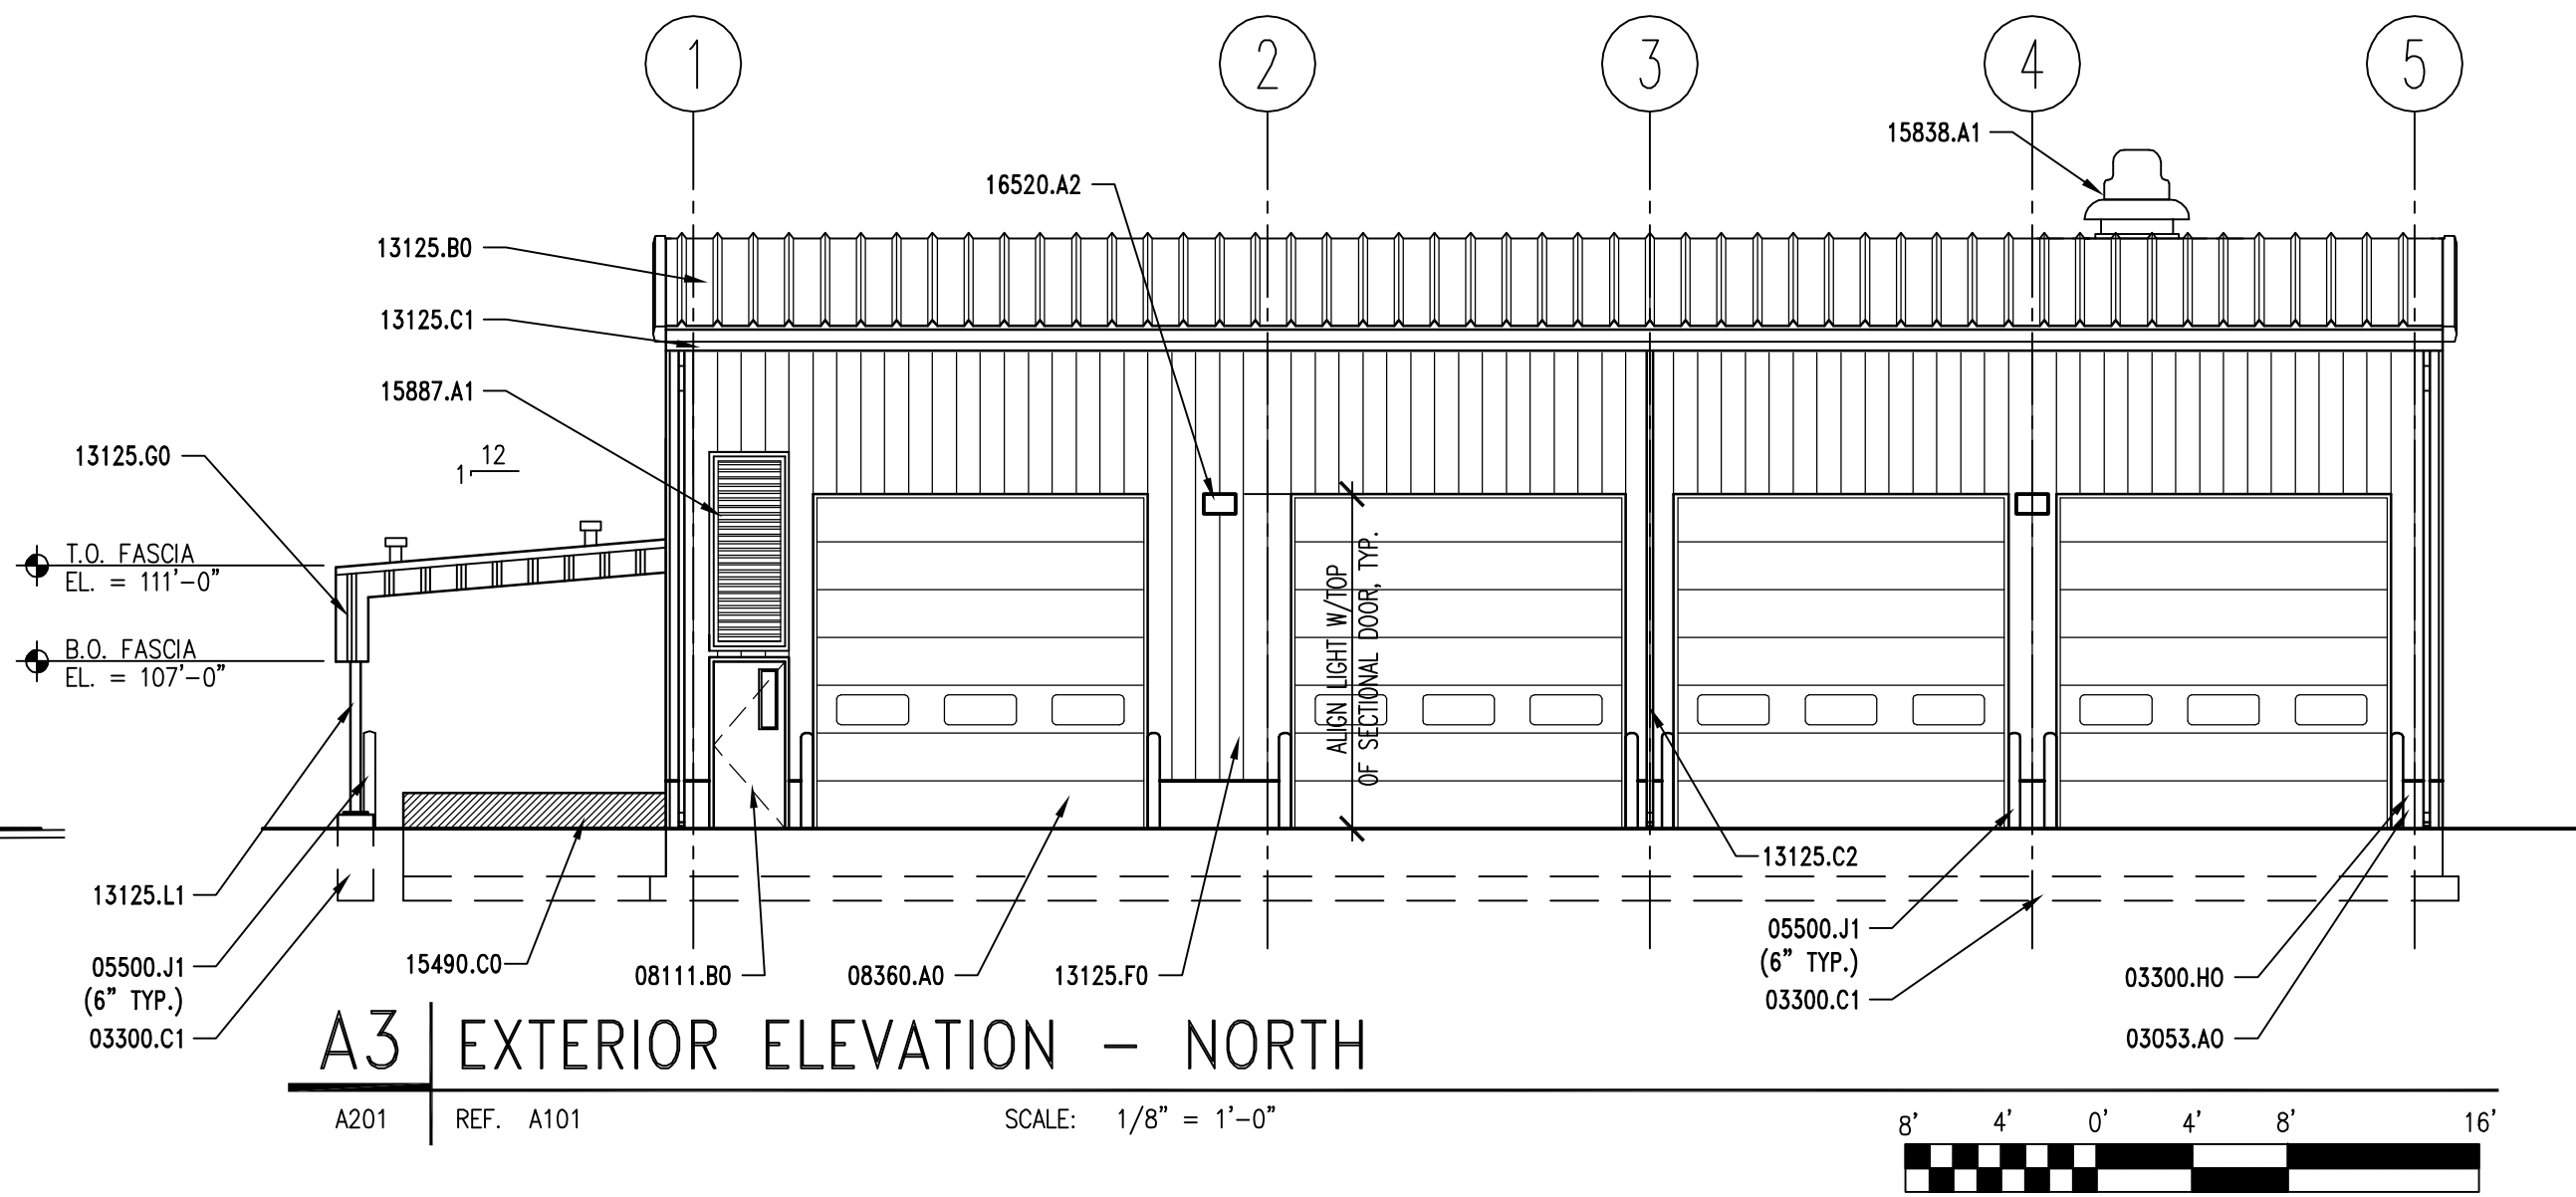 1
2
3
4
5
15838.A1
16520.A2
13125.B0
13125.C1
15887.A1
13125.G0
12
1
T.O. FASCIA
EL. = 111'-0"
B.O. FASCIA
EL. = 107'-0"
ALIGN LIGHT W/TOP
OF SECTIONAL DOOR, TYP.
13125.L1
05500.J1
(6" TYP.)
03300.C1
15490.C0
08111.B0
08360.A0
13125.F0
13125.C2
05500.J1
(6" TYP.)
03300.C1
03300.H0
03053.A0
A3
EXTERIOR ELEVATION - NORTH
A201
REF. A101
SCALE: 1/8" = 1'-0"
8' 4' 0' 4' 8' 16'